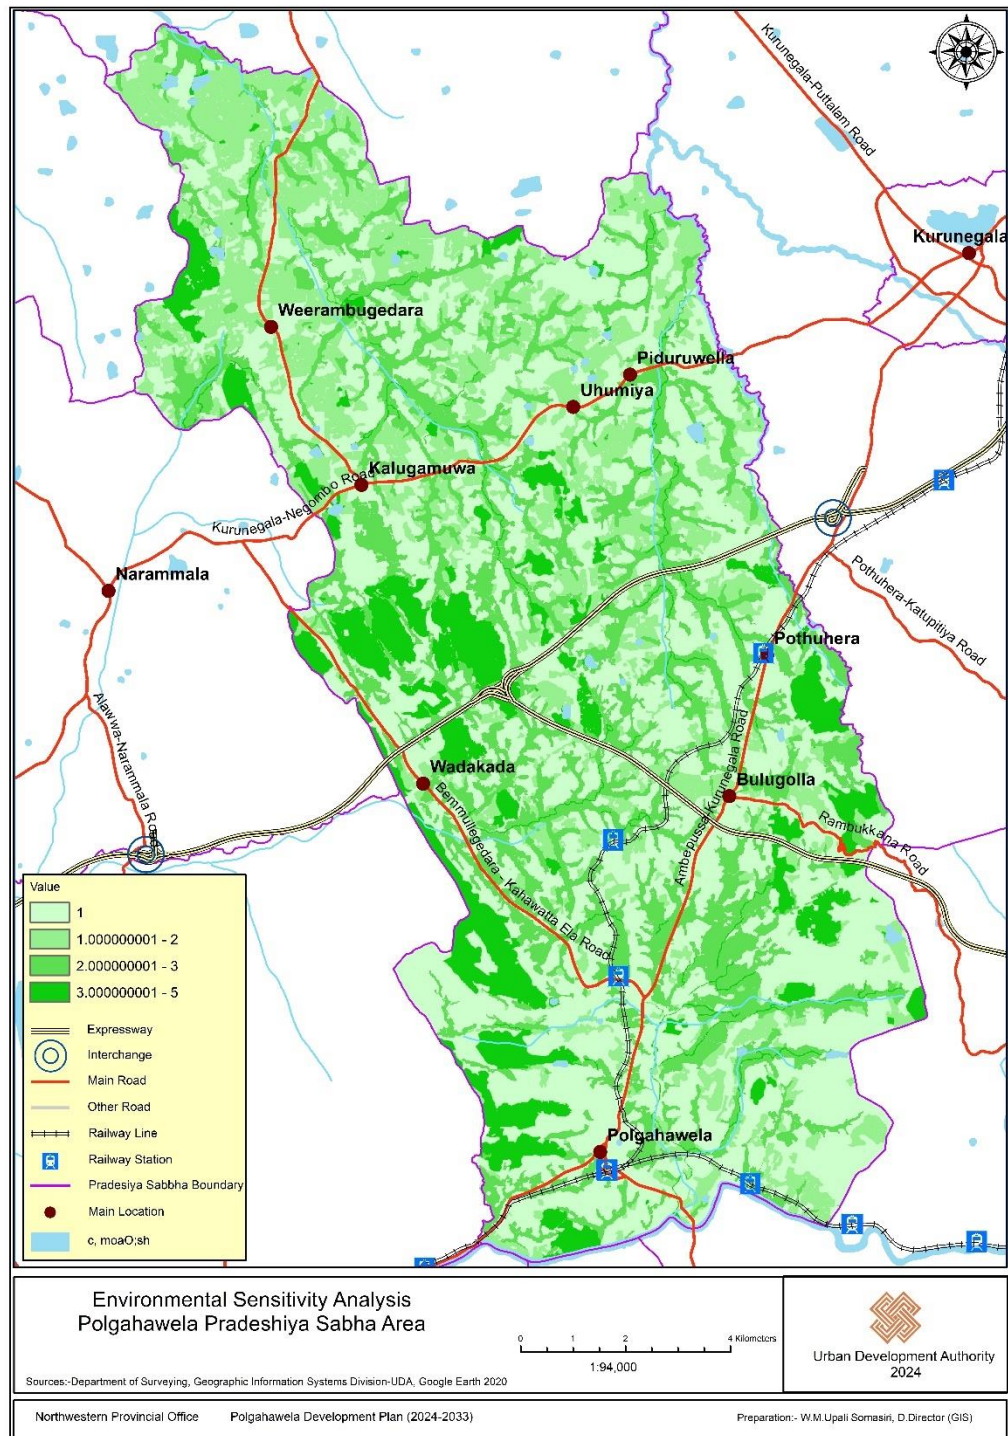 Kurunegala-Puttalam Road
Kurunegala
Weerambugedara
Piduruwella
Uhumiya
Kalugamuwa
Kurunegala-Negombo Road
Narammala
Pothuhera-Katupitiya Road
Pothuhera
Alawwa-Narammala Road
Wadakada
Bulugolla
Bemmullegedara - Kahawatta Ela Road
Ambepussa-Kurunegala Road
Rambukkana Road
Polgahawela
Value
1
1.000000001 - 2
2.000000001 - 3
3.000000001 - 5
Expressway
Interchange
Main Road
Other Road
Railway Line
Railway Station
Pradesiya Sabbha Boundary
Main Location
c, moaO;sh
Environmental Sensitivity Analysis
Polgahawela Pradeshiya Sabha Area
0 1 2 4 Kilometers
1:94,000
Sources:-Department of Surveying, Geographic Information Systems Division-UDA, Google Earth 2020
Urban Development Authority
2024
Northwestern Provincial Office Polgahawela Development Plan (2024-2033) Preparation:- W.M.Upali Somasiri, D.Director (GIS)